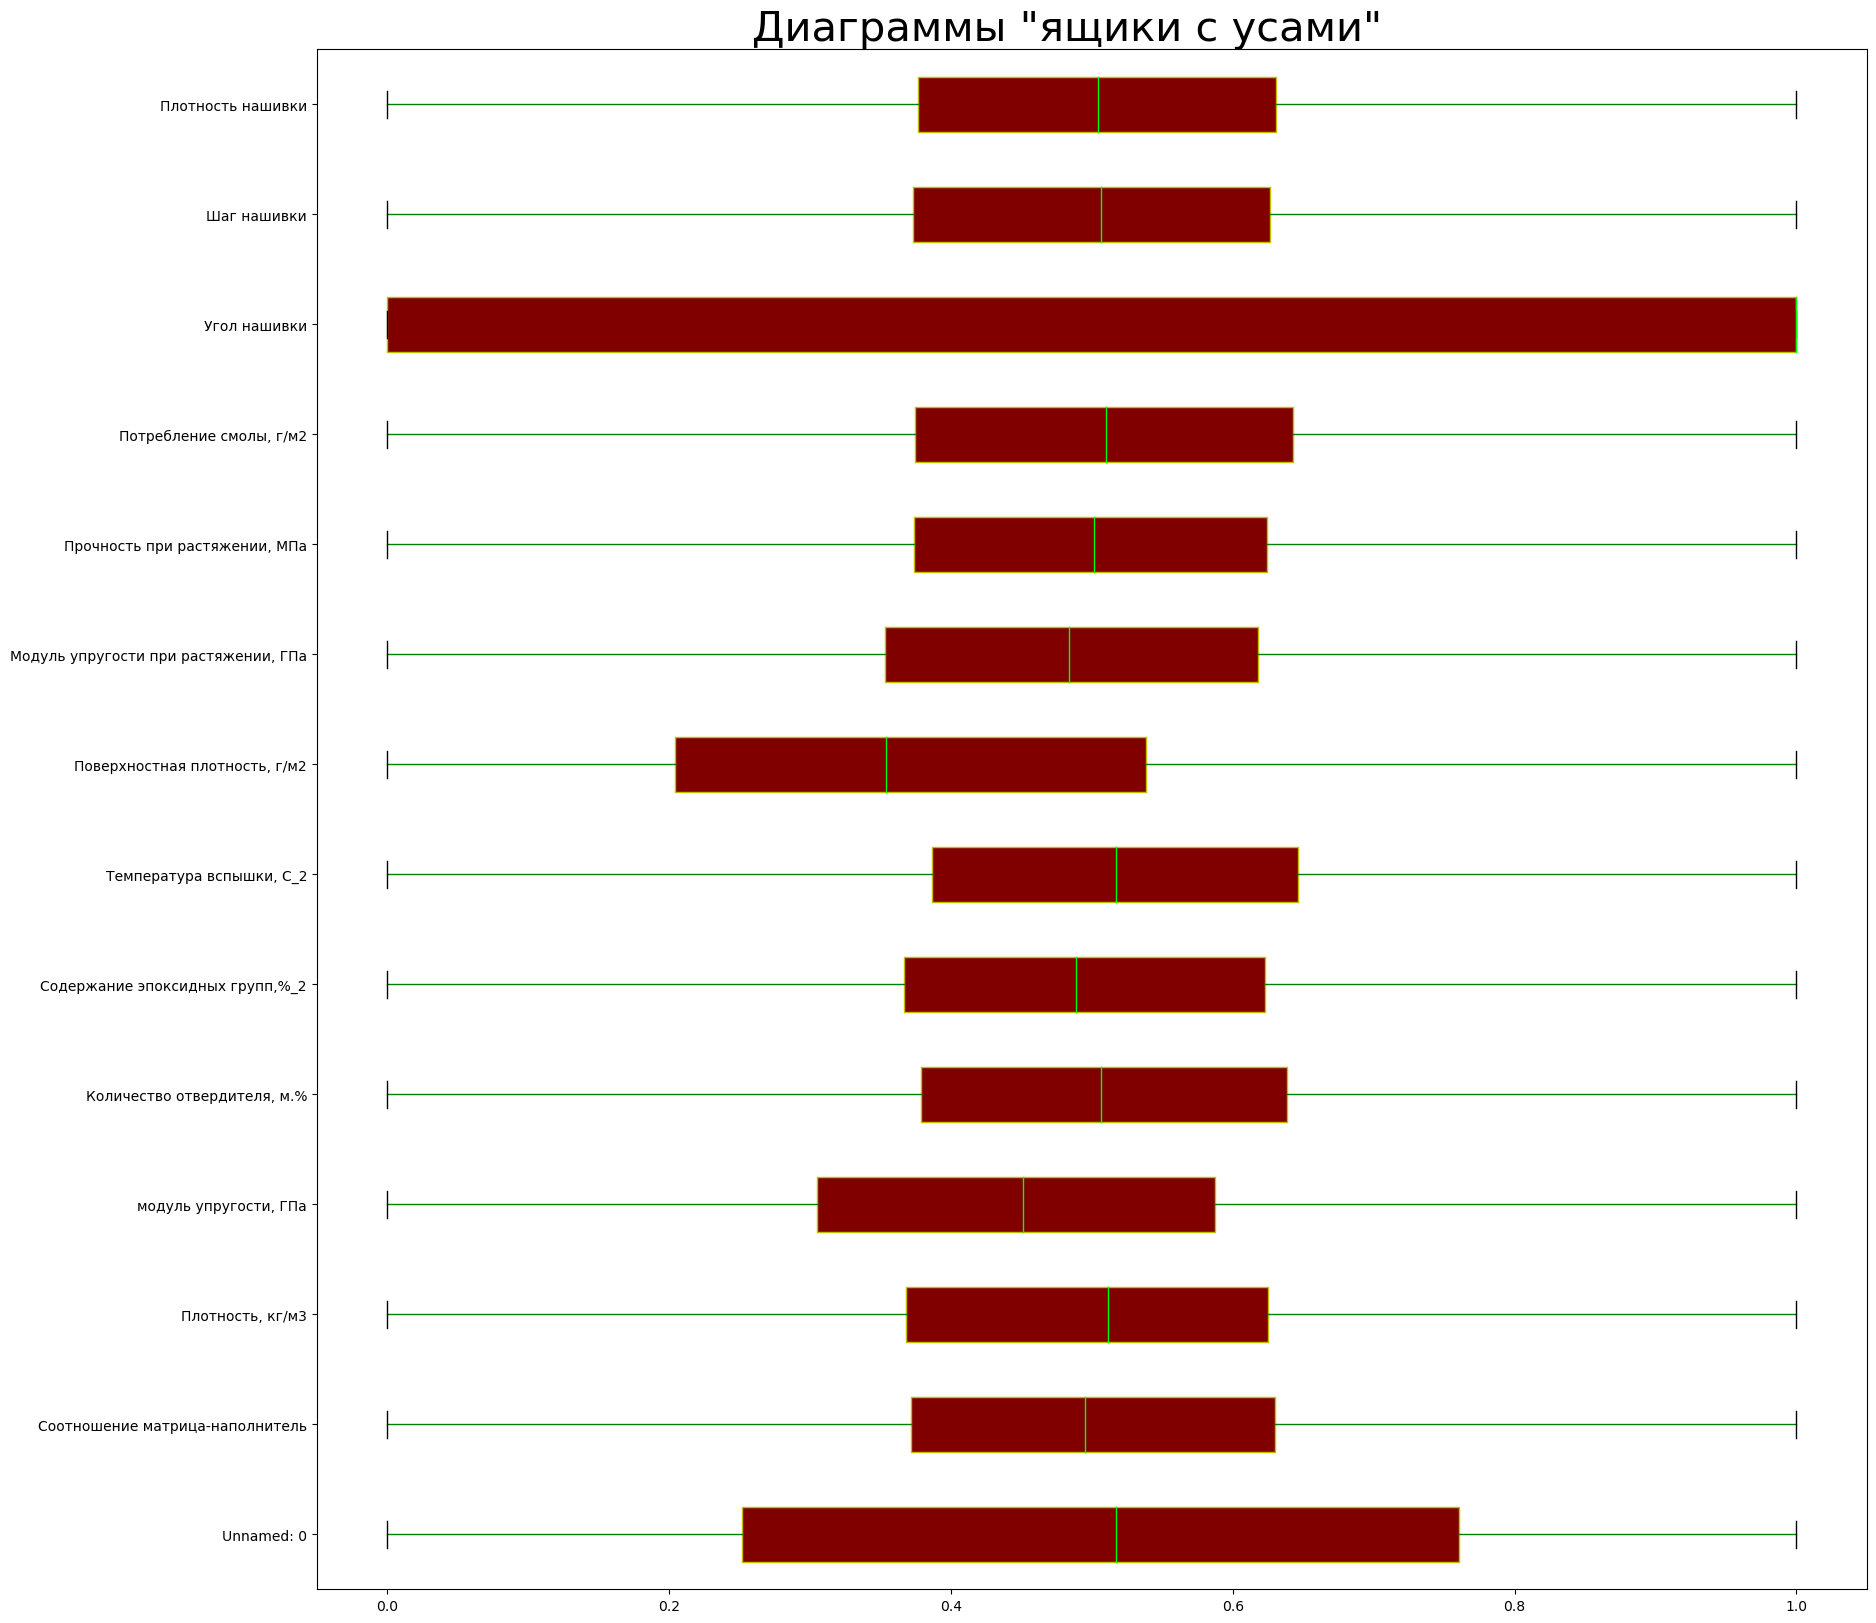 Диаграммы "ящики с усами"
Плотность нашивки
Шаг нашивки
Угол нашивки
Потребление смолы, г/м2
Прочность при растяжении, МПа
Модуль упругости при растяжении, ГПа
Поверхностная плотность, г/м2
Температура вспышки, С_2
Содержание эпоксидных групп,%_2
Количество отвердителя, м.%
модуль упругости, ГПа
Плотность, кг/м3
Соотношение матрица-наполнитель
Unnamed: 0
0.0 0.2 0.4 0.6 0.8 1.0